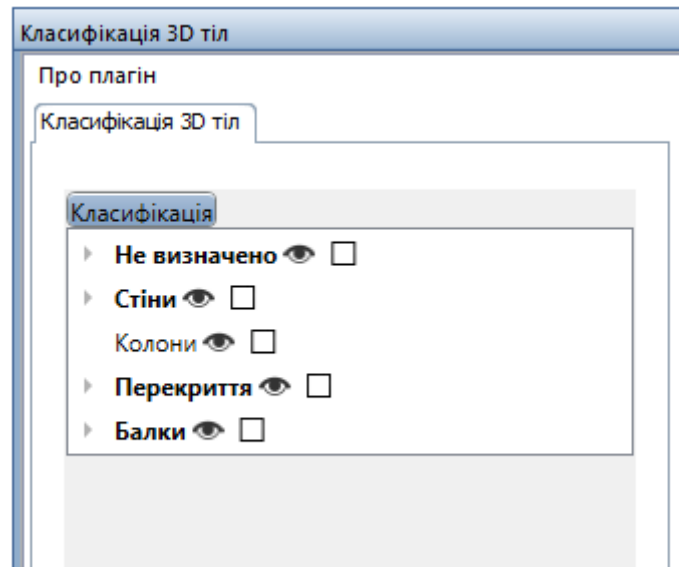 Класифікація 3D тіл
Про плагін
Класифікація 3D тіл
Класифікація
Не визначено
Стіни
Колони
Перекриття
Балки